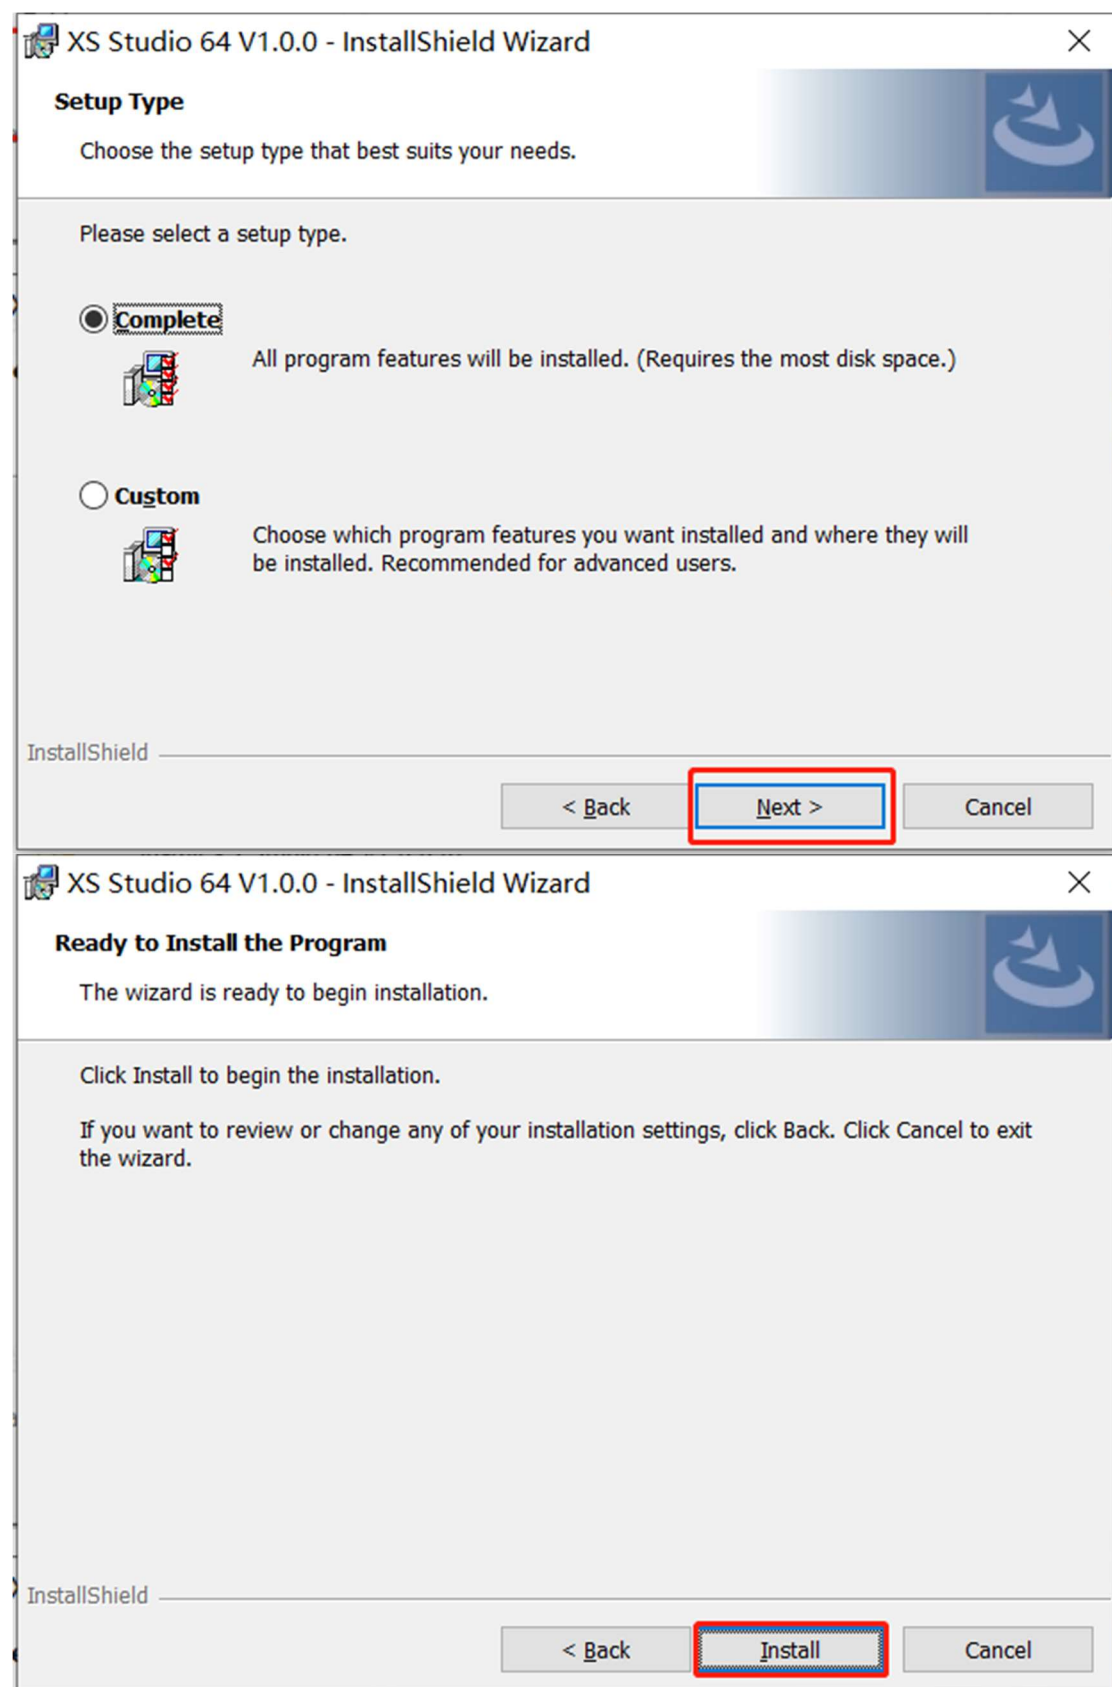 XS Studio 64 V1.0.0 - InstallShield Wizard
Setup Type
Choose the setup type that best suits your needs.
Please select a setup type.
Complete
All program features will be installed. (Requires the most disk space.)
Custom
Choose which program features you want installed and where they will
be installed. Recommended for advanced users.
InstallShield
< Back
Next >
Cancel
XS Studio 64 V1.0.0 - InstallShield Wizard
Ready to Install the Program
The wizard is ready to begin installation.
Click Install to begin the installation.
If you want to review or change any of your installation settings, click Back. Click Cancel to exit
the wizard.
InstallShield
< Back
Install
Cancel